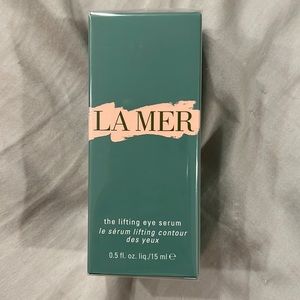 LA MER
the lifting eye serum
le sérum lifting contour
des yeux
0.5 fl. oz. liq./15 ml ℮